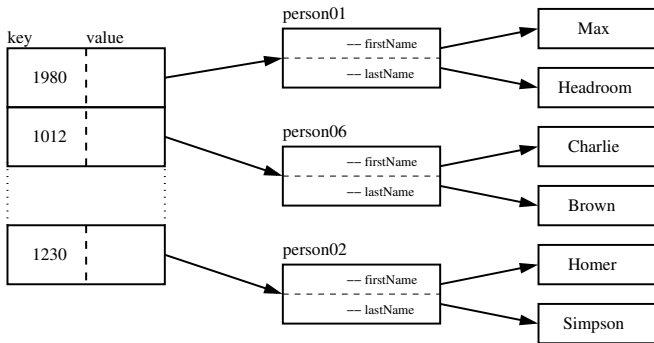 key value
1980
1012
1230
person01
-- firstName
-- lastName
person06
-- firstName
-- lastName
person02
-- firstName
-- lastName
Max
Headroom
Charlie
Brown
Homer
Simpson